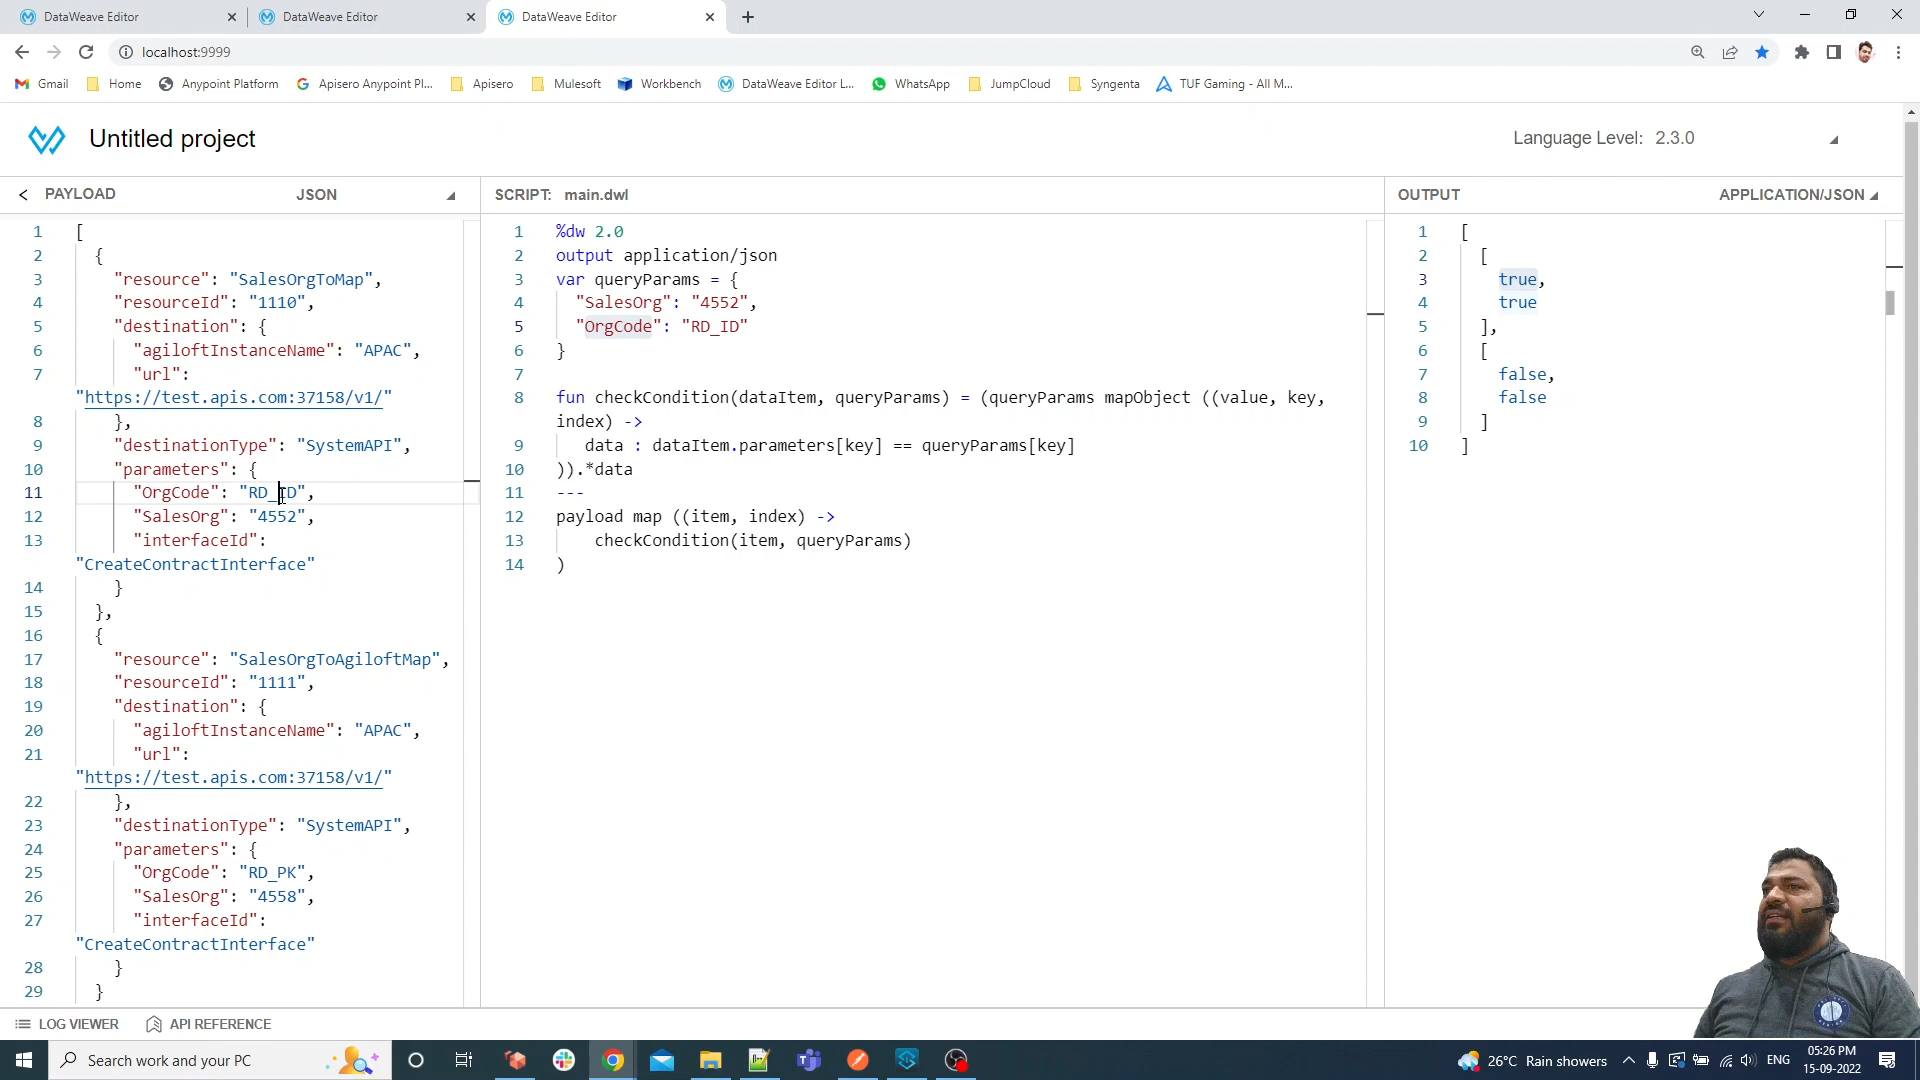 DataWeave Editor
DataWeave Editor
DataWeave Editor
localhost:9999
Gmail Home Anypoint Platform Apisero Anypoint Pl... Apisero Mulesoft Workbench DataWeave Editor L... WhatsApp JumpCloud Syngenta TUF Gaming - All M...
Untitled project
Language Level: 2.3.0
PAYLOAD JSON
1 [
2 {
3 "resource": "SalesOrgToMap",
4 "resourceId": "1110",
5 "destination": {
6 "agiloftInstanceName": "APAC",
7 "url":
"https://test.apis.com:37158/v1/"
8 },
9 "destinationType": "SystemAPI",
10 "parameters": {
11 "OrgCode": "RD_ID",
12 "SalesOrg": "4552",
13 "interfaceId":
"CreateContractInterface"
14 }
15 },
16 {
17 "resource": "SalesOrgToAgiloftMap",
18 "resourceId": "1111",
19 "destination": {
20 "agiloftInstanceName": "APAC",
21 "url":
"https://test.apis.com:37158/v1/"
22 },
23 "destinationType": "SystemAPI",
24 "parameters": {
25 "OrgCode": "RD_PK",
26 "SalesOrg": "4558",
27 "interfaceId":
"CreateContractInterface"
28 }
29 }
SCRIPT: main.dwl
1 %dw 2.0
2 output application/json
3 var queryParams = {
4 "SalesOrg": "4552",
5 "OrgCode": "RD_ID"
6 }
7
8 fun checkCondition(dataItem, queryParams) = (queryParams mapObject ((value, key,
index) ->
9 data : dataItem.parameters[key] == queryParams[key]
10 )).*data
11 ---
12 payload map ((item, index) ->
13 checkCondition(item, queryParams)
14 )
OUTPUT APPLICATION/JSON
1 [
2 [
3 true,
4 true
5 ],
6 [
7 false,
8 false
9 ]
10 ]
LOG VIEWER API REFERENCE
Search work and your PC
26°C Rain showers
ENG
05:26 PM
15-09-2022